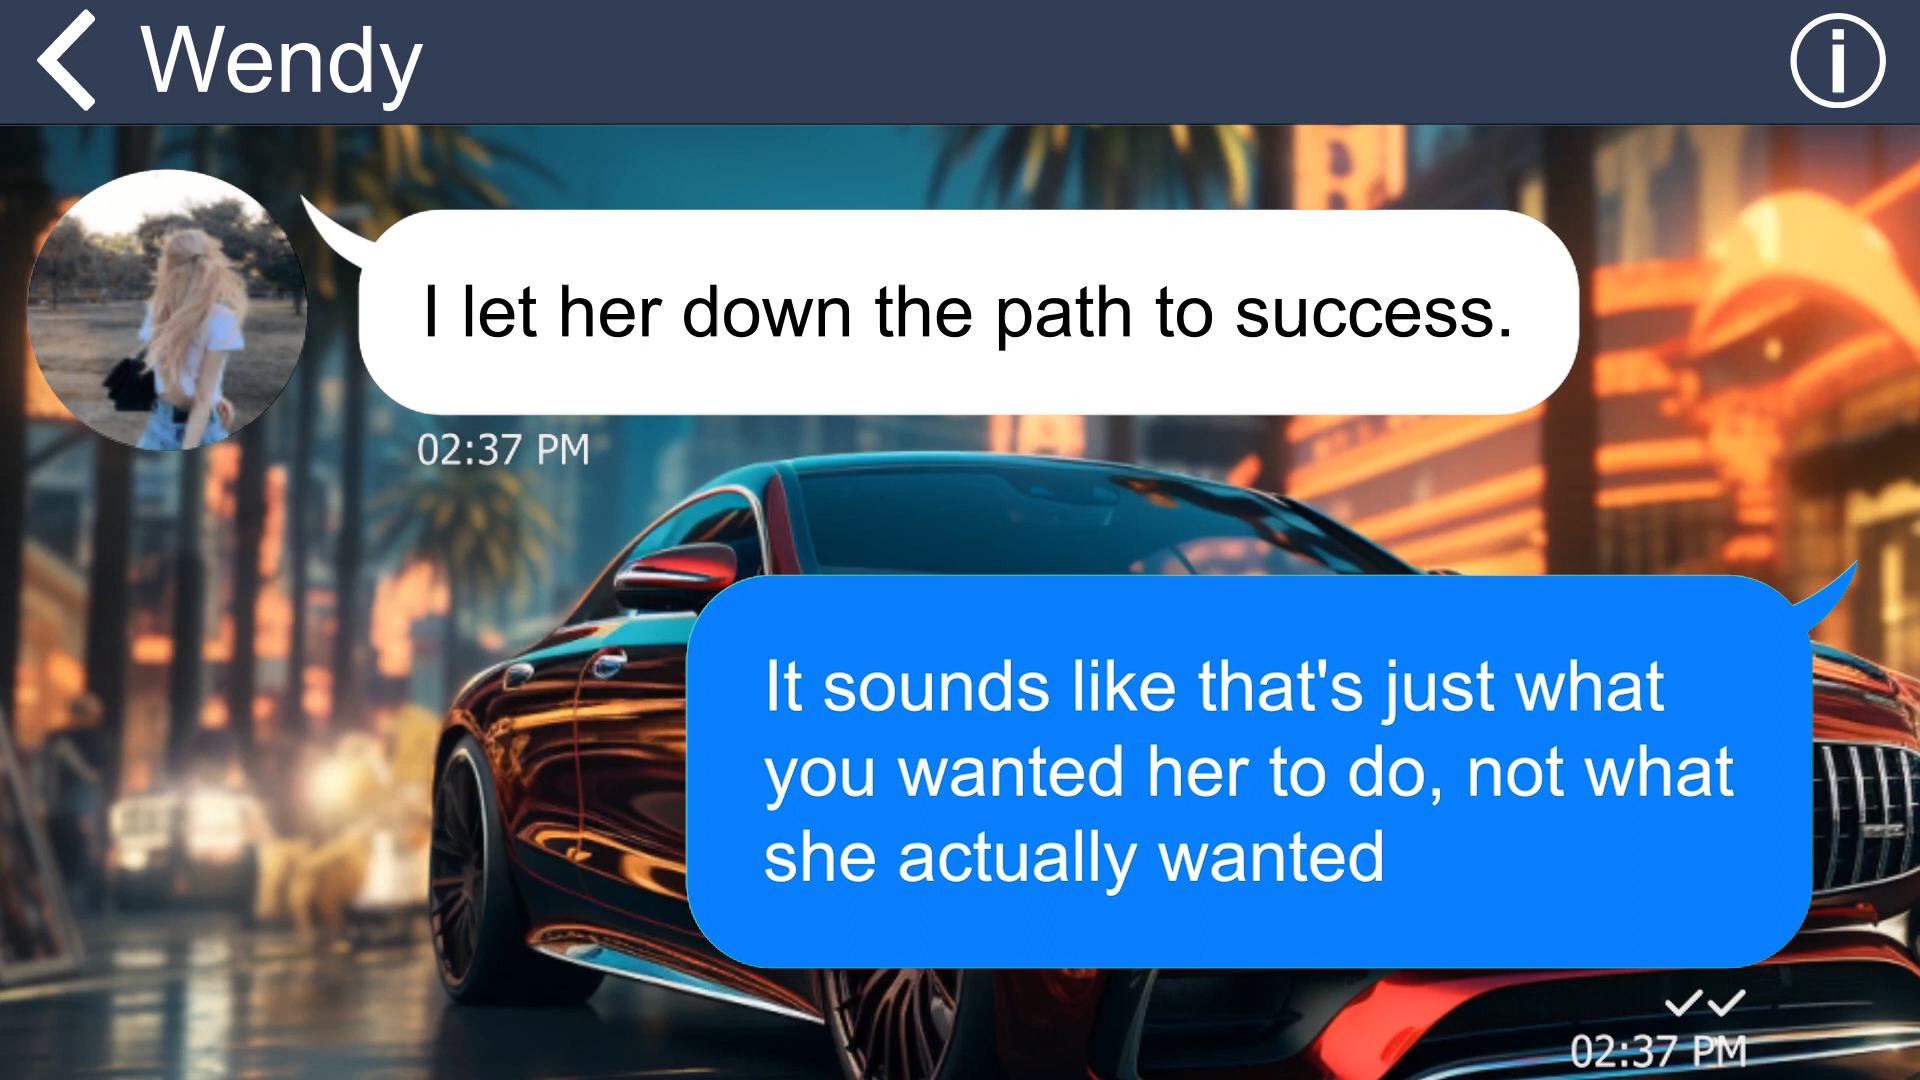 Wendy
I let her down the path to success.
02:37 PM
It sounds like that's just what
you wanted her to do, not what
she actually wanted
02:37 PM